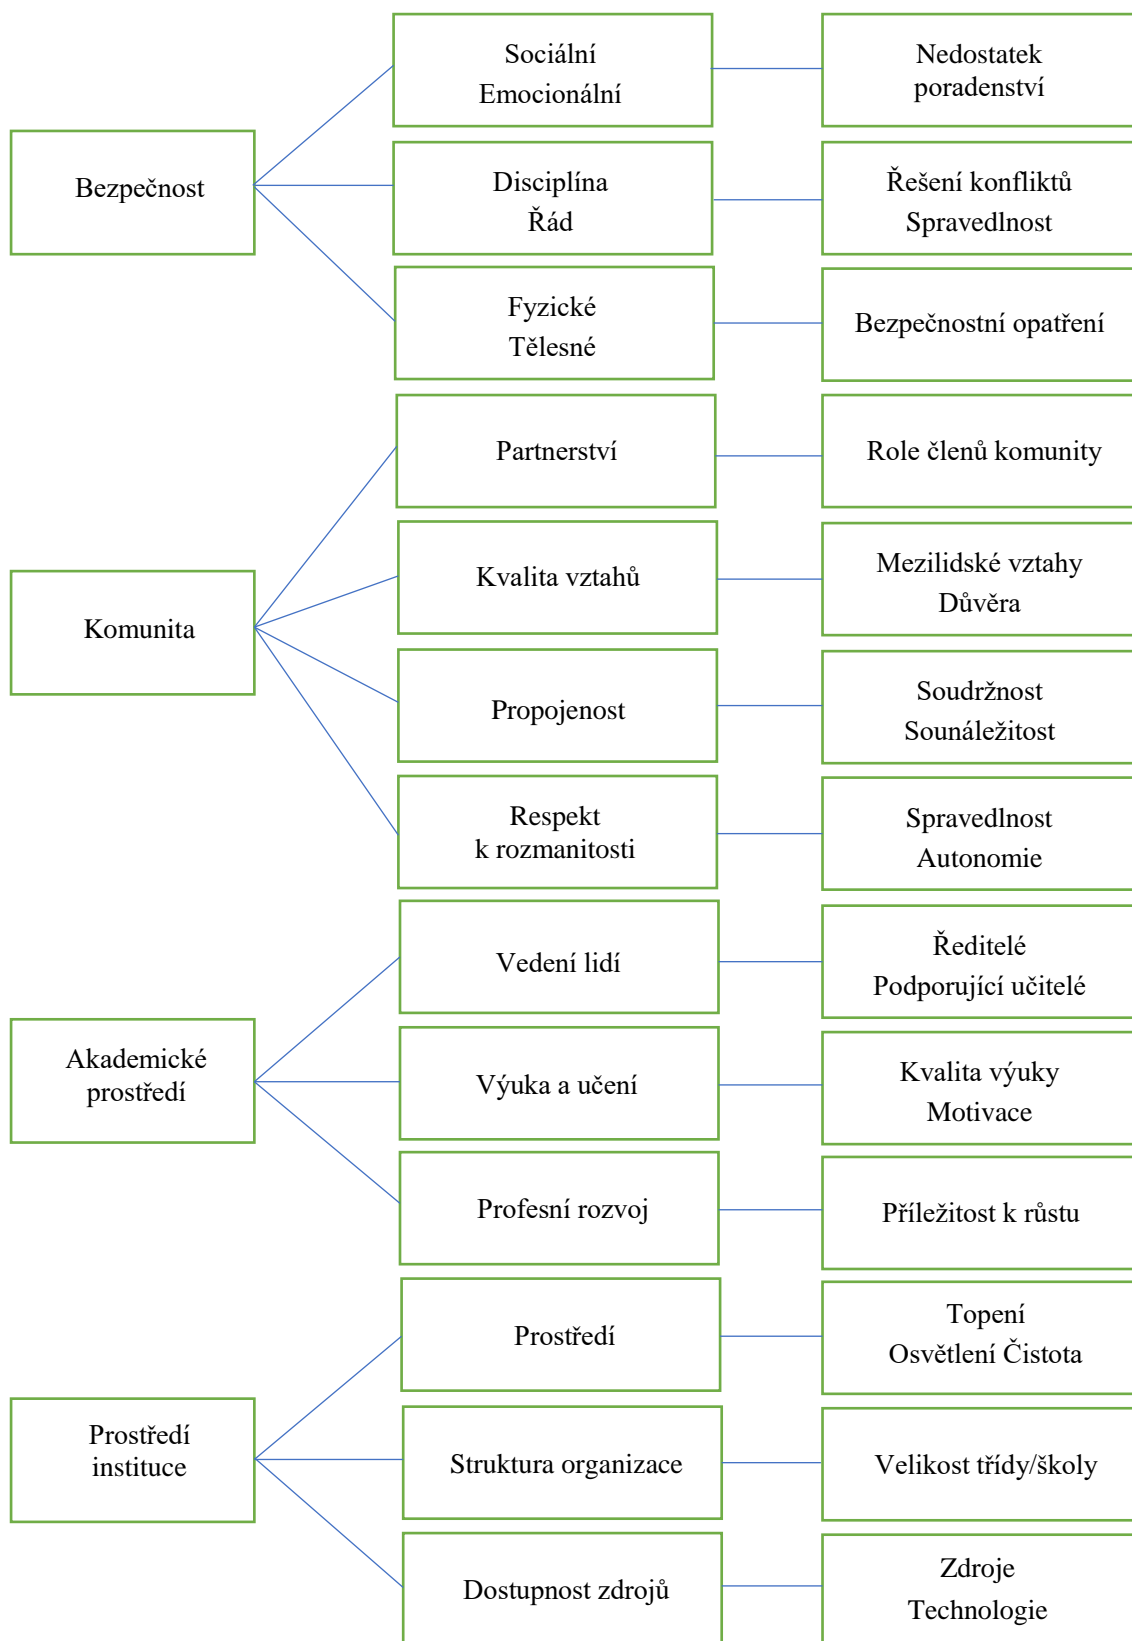 Sociální
Emocionální
Nedostatek
poradenství
Bezpečnost
Disciplína
Řád
Řešení konfliktů
Spravedlnost
Fyzické
Tělesné
Bezpečnostní opatření
Partnerství
Role členů komunity
Komunita
Kvalita vztahů
Mezilidské vztahy
Důvěra
Propojenost
Soudržnost
Sounáležitost
Respekt
k rozmanitosti
Spravedlnost
Autonomie
Vedení lidí
Ředitelé
Podporující učitelé
Akademické
prostředí
Výuka a učení
Kvalita výuky
Motivace
Profesní rozvoj
Příležitost k růstu
Prostředí
Topení
Osvětlení Čistota
Prostředí
instituce
Struktura organizace
Velikost třídy/školy
Dostupnost zdrojů
Zdroje
Technologie